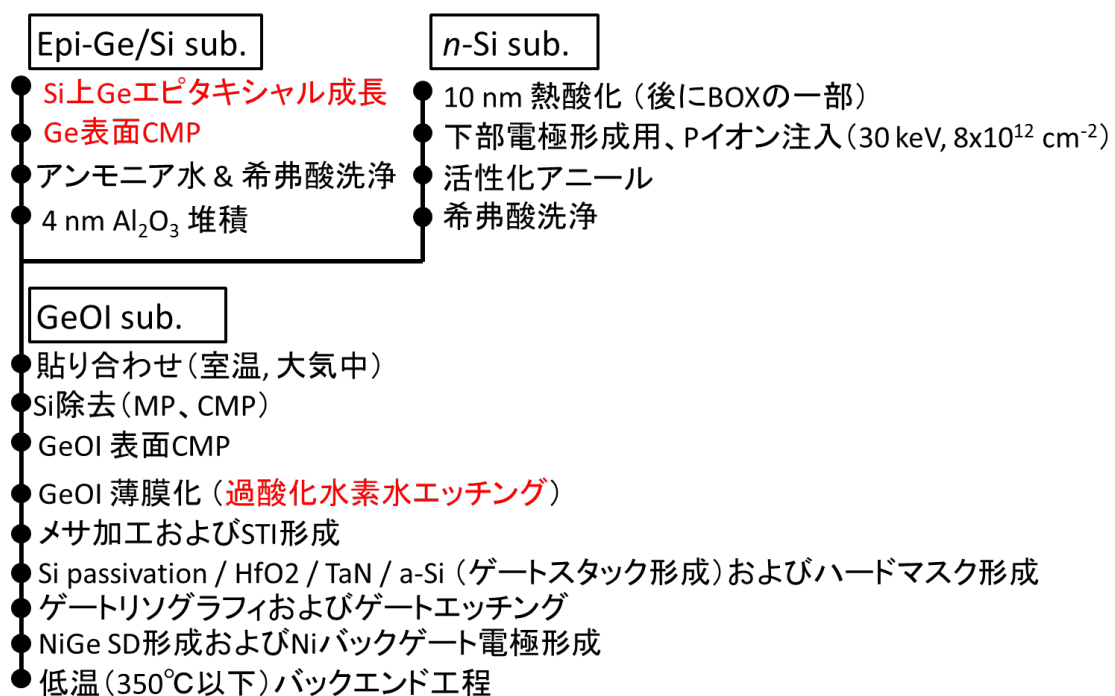 Epi-Ge/Si sub.
Si上Geエピタキシャル成長
Ge表面CMP
アンモニア水 & 希弗酸洗浄
4 nm Al₂O₃ 堆積
n-Si sub.
10 nm 熱酸化（後にBOXの一部）
下部電極形成用、Pイオン注入（30 keV, 8x10¹² cm⁻²）
活性化アニール
希弗酸洗浄
GeOI sub.
貼り合わせ（室温, 大気中）
Si除去（MP、CMP）
GeOI 表面CMP
GeOI 薄膜化（過酸化水素水エッチング）
メサ加工およびSTI形成
Si passivation / HfO2 / TaN / a-Si（ゲートスタック形成）およびハードマスク形成
ゲートリソグラフィおよびゲートエッチング
NiGe SD形成およびNiバックゲート電極形成
低温（350℃以下）バックエンド工程